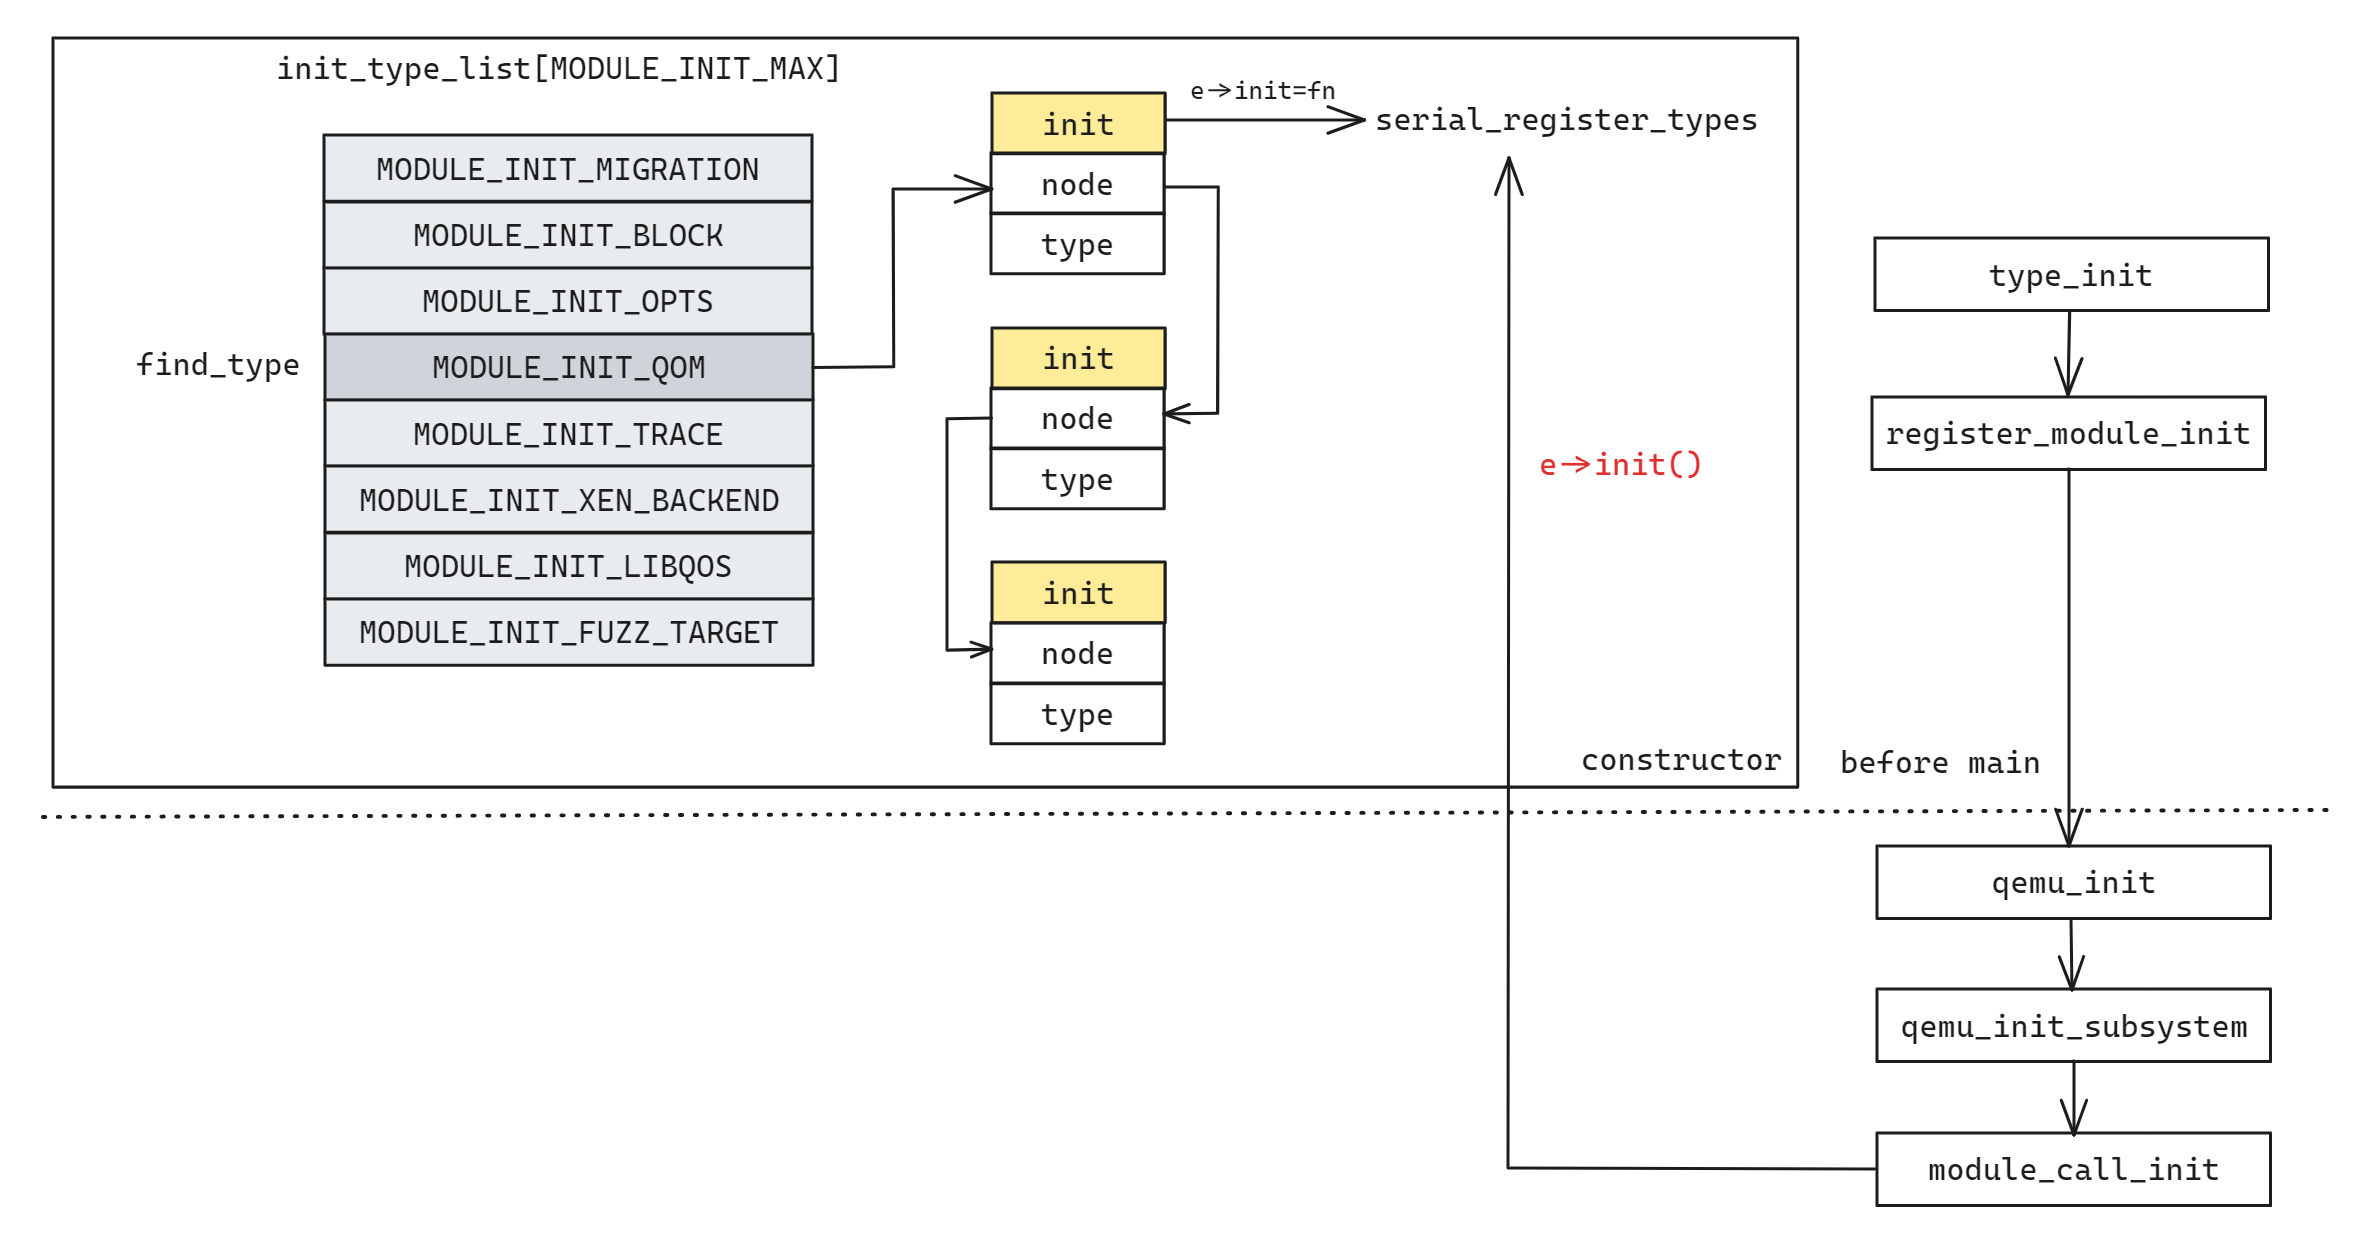 init_type_list[MODULE_INIT_MAX]
MODULE_INIT_MIGRATION
MODULE_INIT_BLOCK
MODULE_INIT_OPTS
find_type
MODULE_INIT_QOM
MODULE_INIT_TRACE
MODULE_INIT_XEN_BACKEND
MODULE_INIT_LIBQOS
MODULE_INIT_FUZZ_TARGET
init
node
type
init
node
type
init
node
type
e->init=fn
serial_register_types
e->init()
constructor
type_init
register_module_init
before main
qemu_init
qemu_init_subsystem
module_call_init